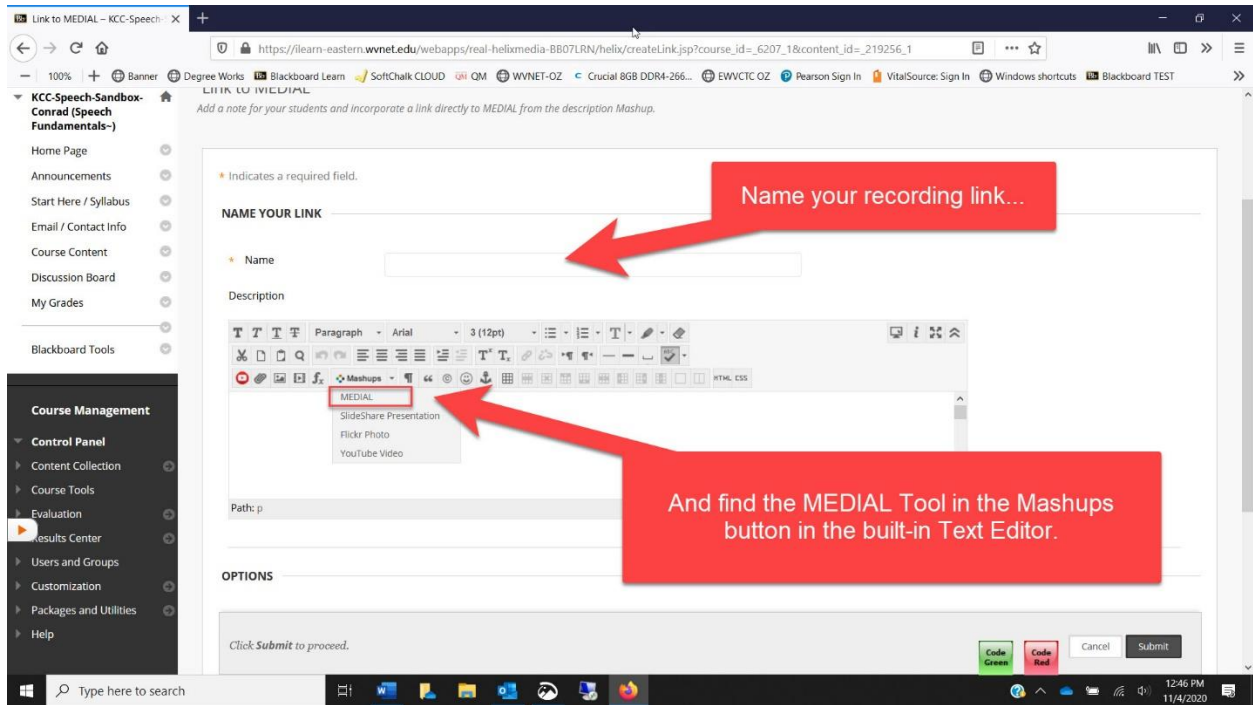 Link to MEDIAL – KCC-Speech-
https://ilearn-eastern.wvnet.edu/webapps/real-helixmedia-BB07LRN/helix/createLink.jsp?course_id=_6207_1&content_id=_219256_1
100% Banner Degree Works Blackboard Learn SoftChalk CLOUD QM WVNET-OZ Crucial 8GB DDR4-266... EWVCTC OZ Pearson Sign In VitalSource: Sign In Windows shortcuts Blackboard TEST
KCC-Speech-Sandbox-
Conrad (Speech
Fundamentals~)
Home Page
Announcements
Start Here / Syllabus
Email / Contact Info
Course Content
Discussion Board
My Grades
Blackboard Tools
Course Management
Control Panel
Content Collection
Course Tools
Evaluation
Results Center
Users and Groups
Customization
Packages and Utilities
Help
Link to MEDIAL
Add a note for your students and incorporate a link directly to MEDIAL from the description Mashup.
* Indicates a required field.
Name your recording link...
NAME YOUR LINK
* Name
Description
T T T T Paragraph Arial 3 (12pt) T
Mashups HTML CSS
MEDIAL
SlideShare Presentation
Flickr Photo
YouTube Video
And find the MEDIAL Tool in the Mashups
button in the built-in Text Editor.
Path: p
OPTIONS
Click Submit to proceed.
Code
Green
Code
Red
Cancel
Submit
Type here to search
12:46 PM
11/4/2020